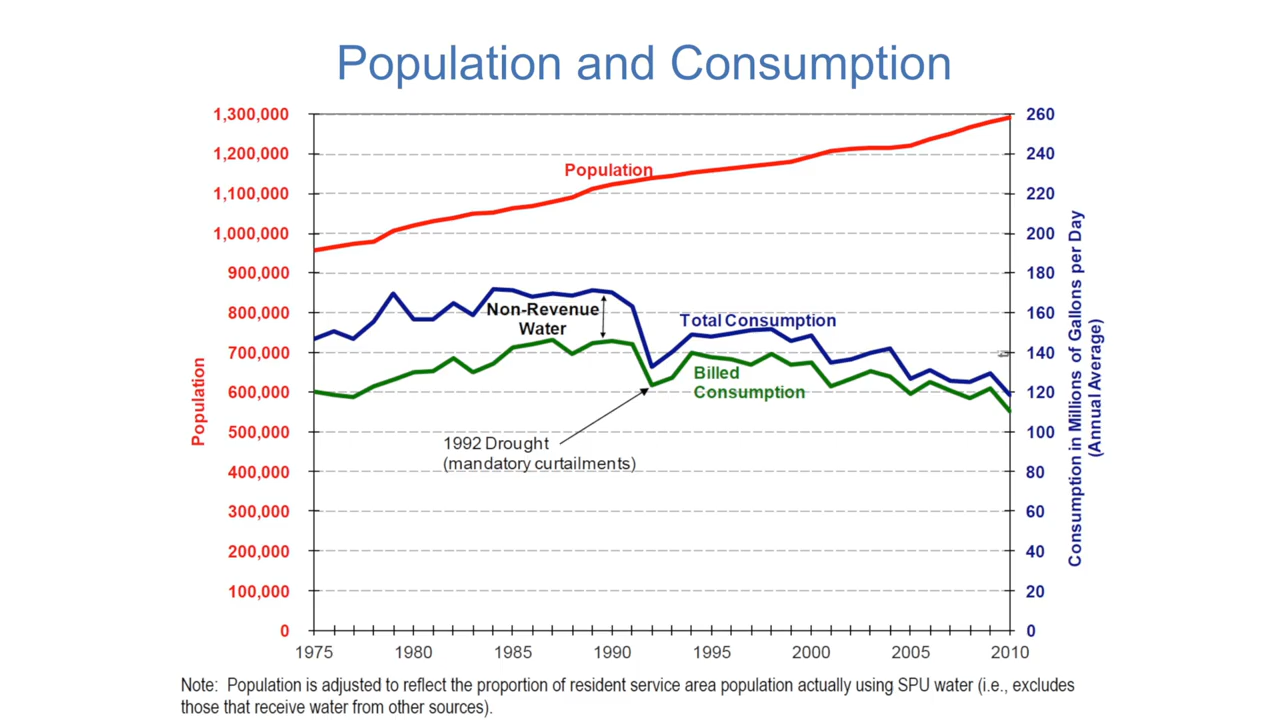 Population and Consumption
1,300,000
1,200,000
1,100,000
1,000,000
900,000
800,000
700,000
600,000
500,000
400,000
300,000
200,000
100,000
0
Population
260
240
220
200
180
160
140
120
100
80
60
40
20
0
Consumption in Millions of Gallons per Day
(Annual Average)
Population
Non-Revenue
Water
Total Consumption
Billed
Consumption
1992 Drought
(mandatory curtailments)
1975
1980
1985
1990
1995
2000
2005
2010
Note: Population is adjusted to reflect the proportion of resident service area population actually using SPU water (i.e., excludes
those that receive water from other sources).